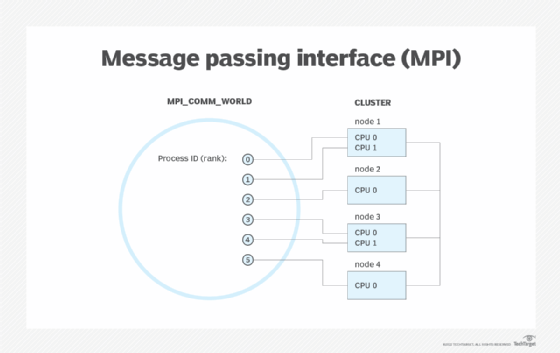 Message passing interface (MPI)
MPI_COMM_WORLD
Process ID (rank):
0
1
2
3
4
5
CLUSTER
node 1
CPU 0
CPU 1
node 2
CPU 0
node 3
CPU 0
CPU 1
node 4
CPU 0
TechTarget